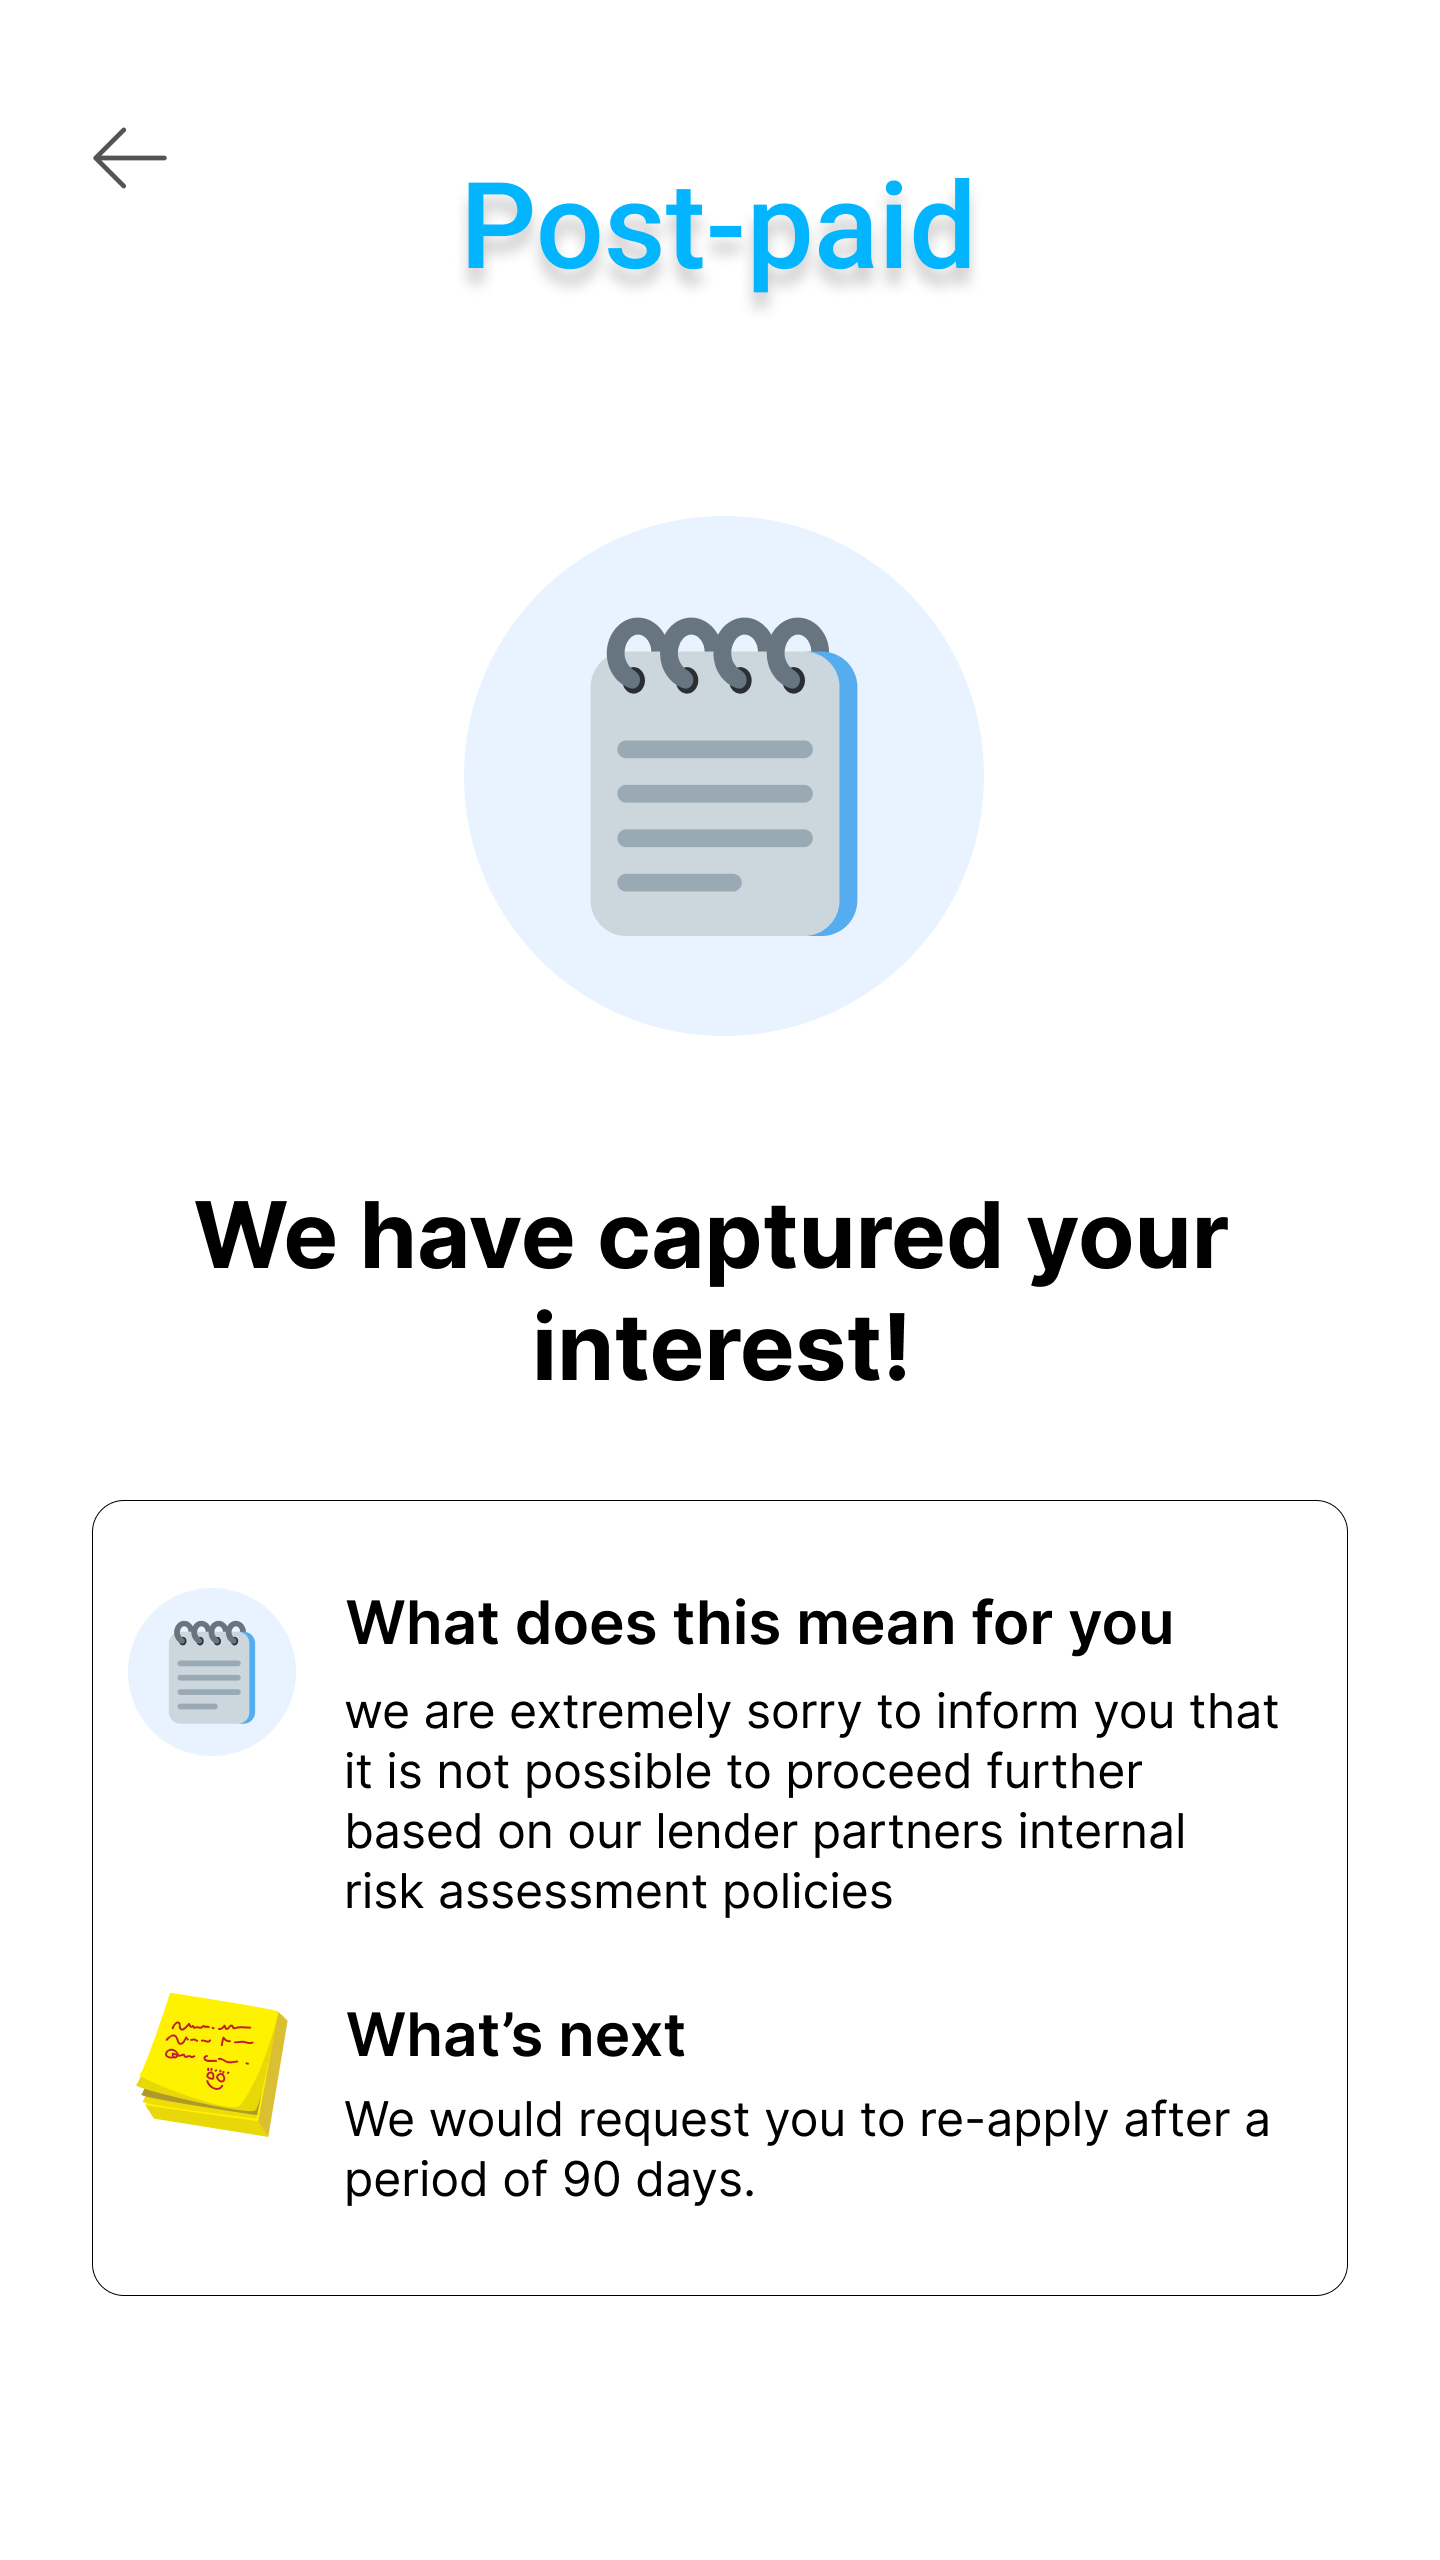 Post-paid
We have captured your
interest!
What does this mean for you
we are extremely sorry to inform you that
it is not possible to proceed further
based on our lender partners internal
risk assessment policies
What’s next
We would request you to re-apply after a
period of 90 days.